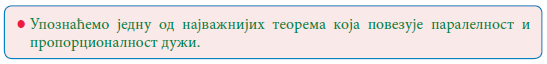 ● Упознаћемо једну од најважнијих теорема која повезује паралелност и
пропорционалност дужи.